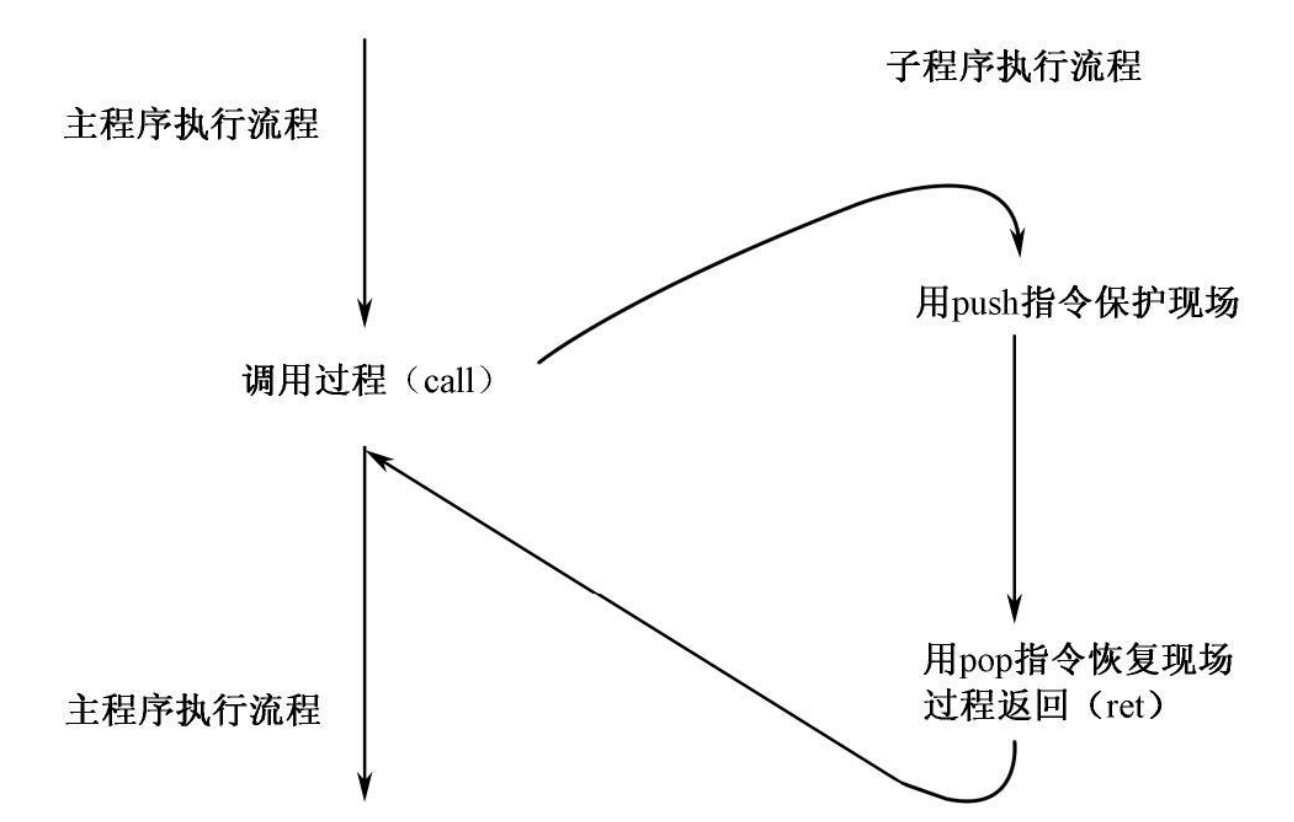 子程序执行流程
主程序执行流程
用push指令保护现场
调用过程（call）
用pop指令恢复现场
过程返回（ret）
主程序执行流程